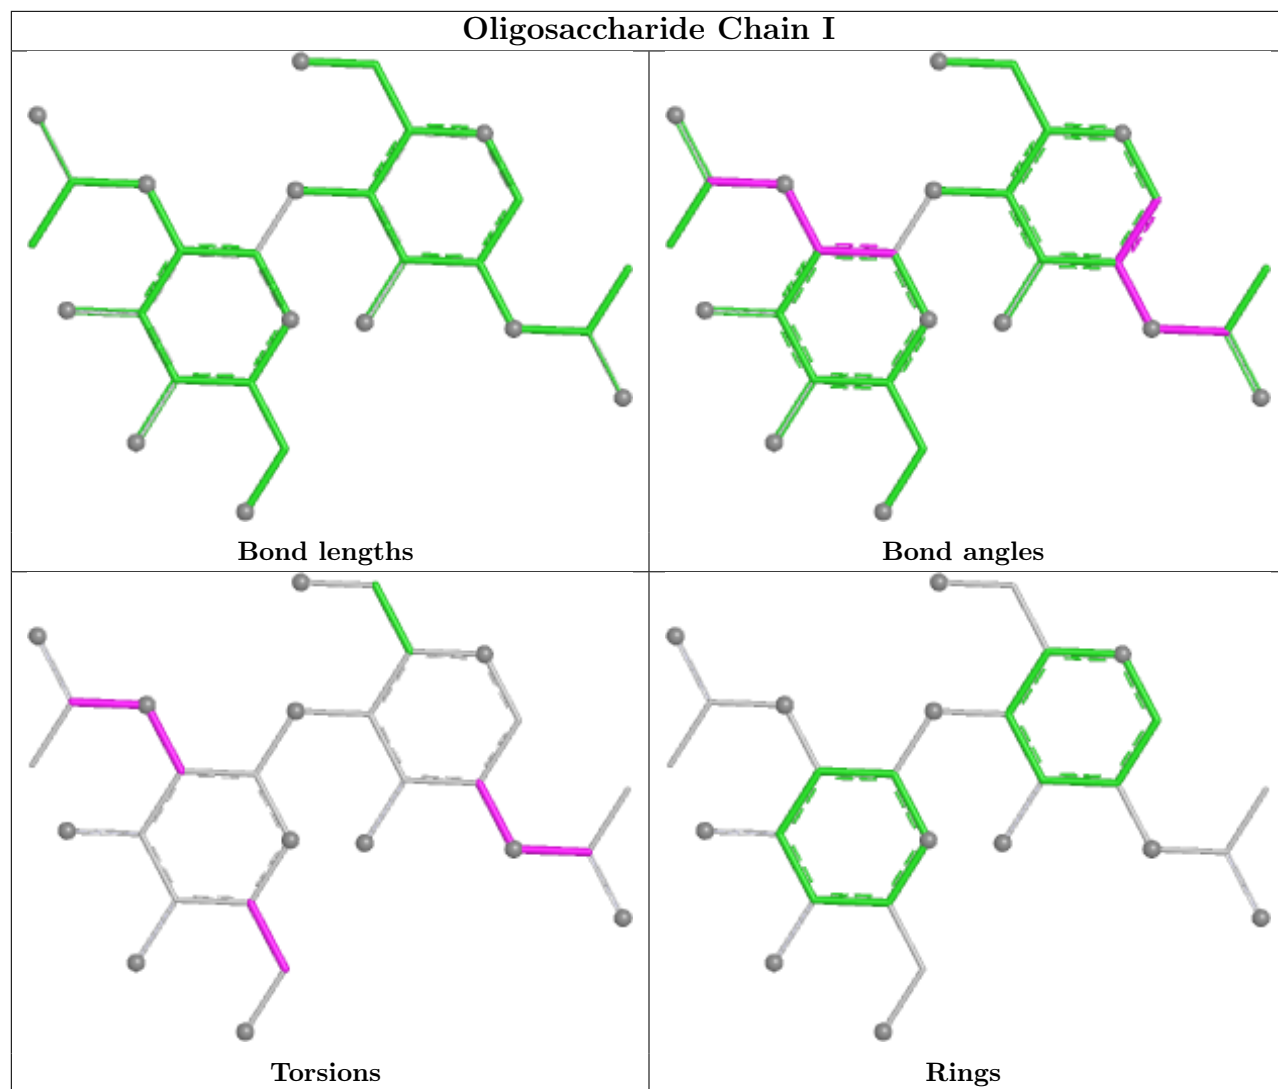 Oligosaccharide Chain I
Bond lengths
Bond angles
Torsions
Rings